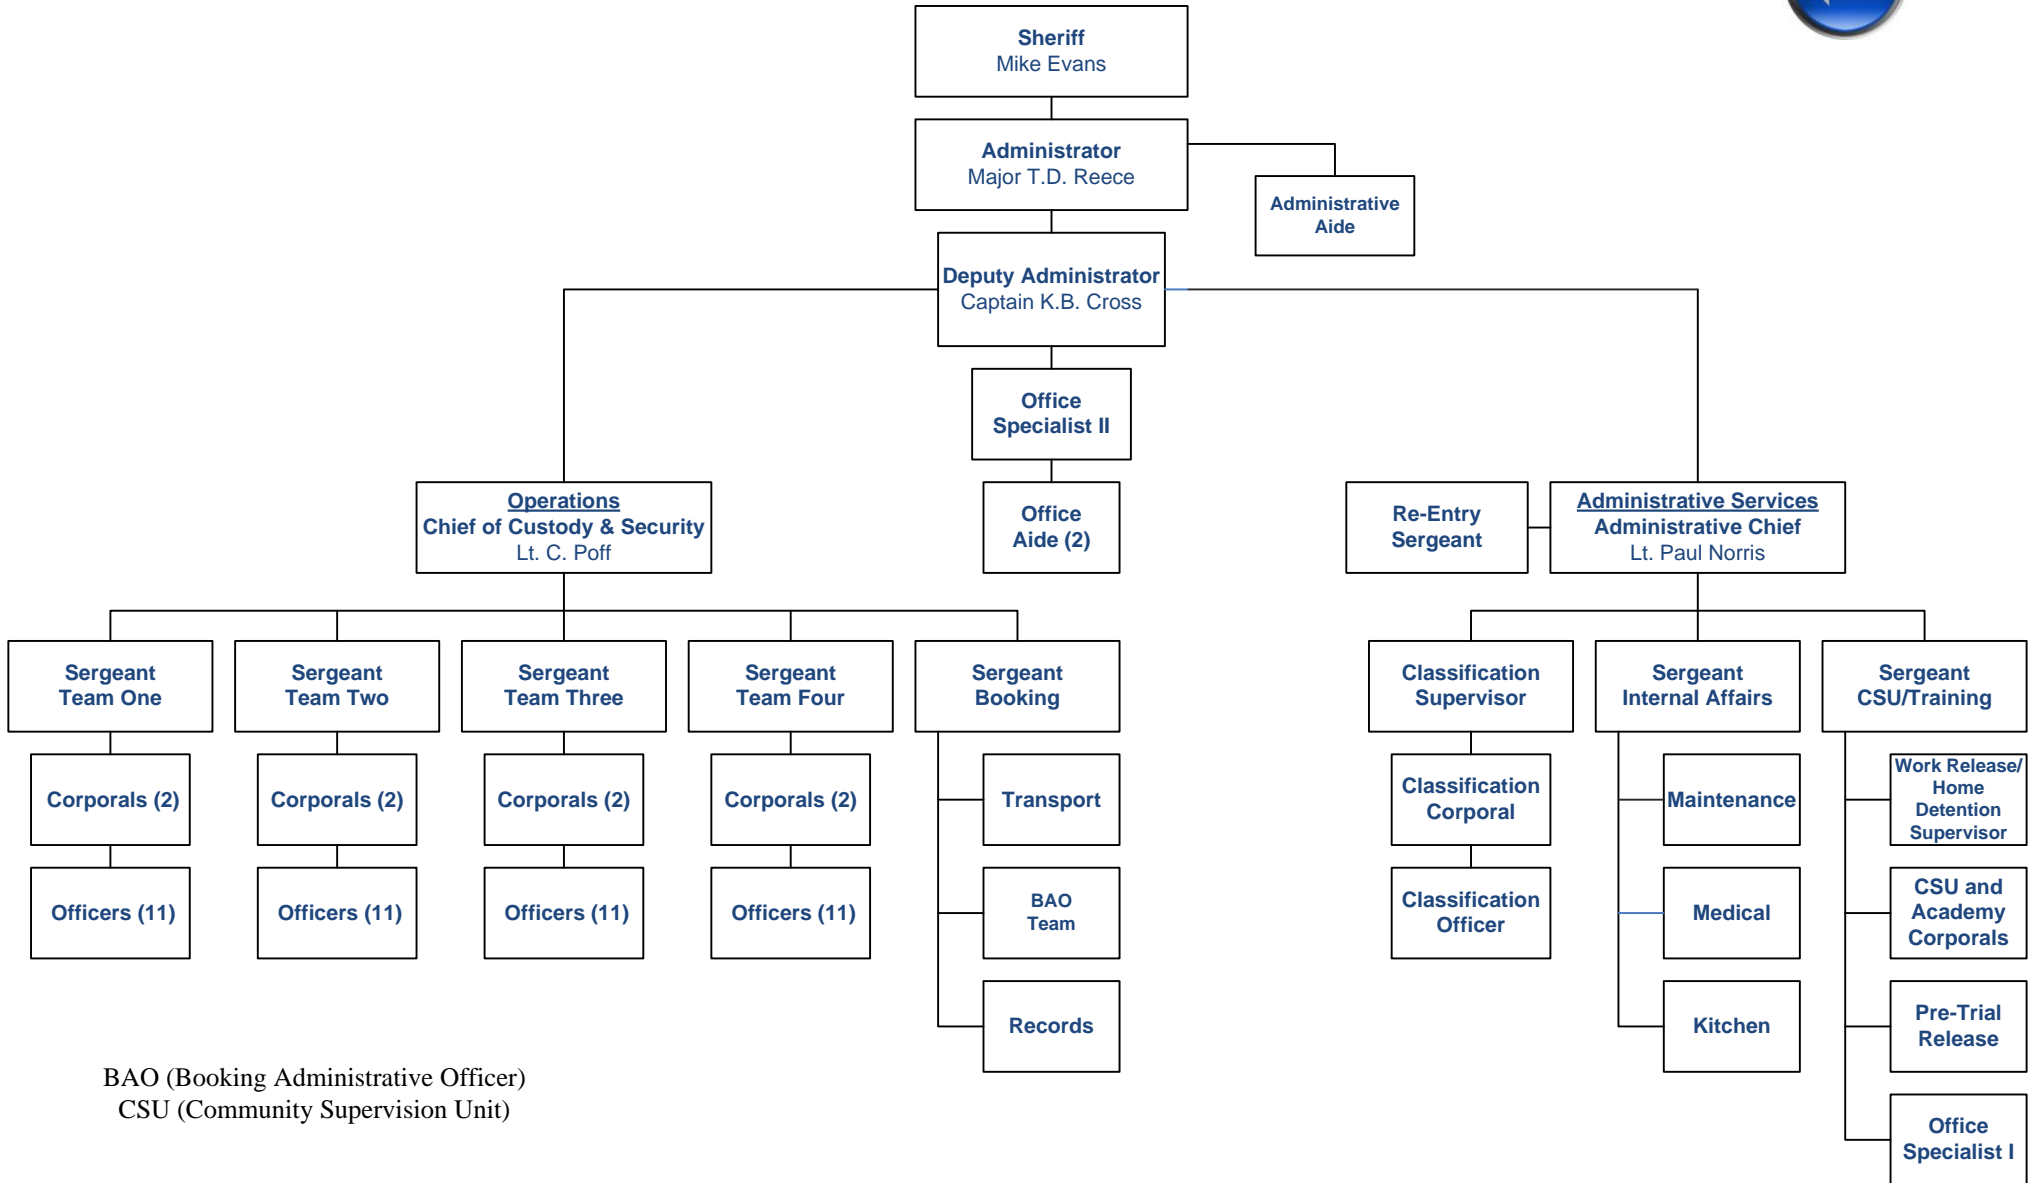 Sheriff
Mike Evans
Administrator
Major T.D. Reece
Administrative
Aide
Deputy Administrator
Captain K.B. Cross
Office
Specialist II
Office
Aide (2)
Operations
Chief of Custody & Security
Lt. C. Poff
Re-Entry
Sergeant
Administrative Services
Administrative Chief
Lt. Paul Norris
Sergeant
Team One
Corporals (2)
Officers (11)
Sergeant
Team Two
Corporals (2)
Officers (11)
Sergeant
Team Three
Corporals (2)
Officers (11)
Sergeant
Team Four
Corporals (2)
Officers (11)
Sergeant
Booking
Transport
BAO
Team
Records
Classification
Supervisor
Classification
Corporal
Classification
Officer
Sergeant
Internal Affairs
Maintenance
Medical
Kitchen
Sergeant
CSU/Training
Work Release/
Home
Detention
Supervisor
CSU and
Academy
Corporals
Pre-Trial
Release
Office
Specialist I
BAO (Booking Administrative Officer)
CSU (Community Supervision Unit)